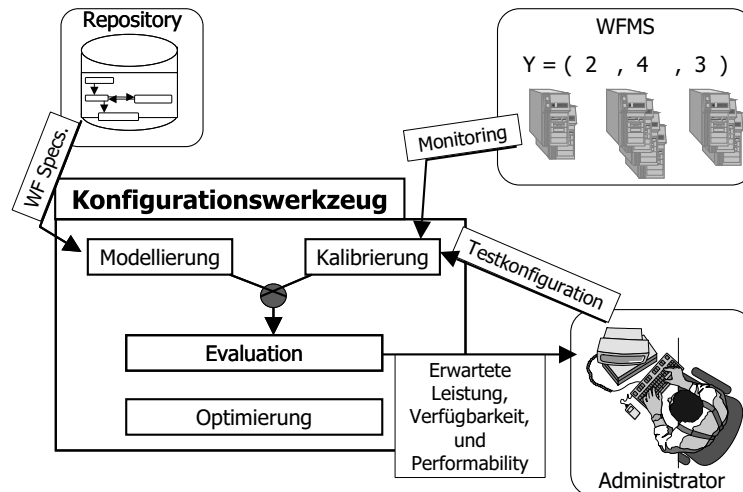 Repository
WFMS
Y = ( 2 , 4 , 3 )
Monitoring
WF Specs.
Konfigurationswerkzeug
Modellierung
Kalibrierung
Testkonfiguration
Evaluation
Erwartete
Leistung,
Verfügbarkeit,
und
Performability
Optimierung
Administrator